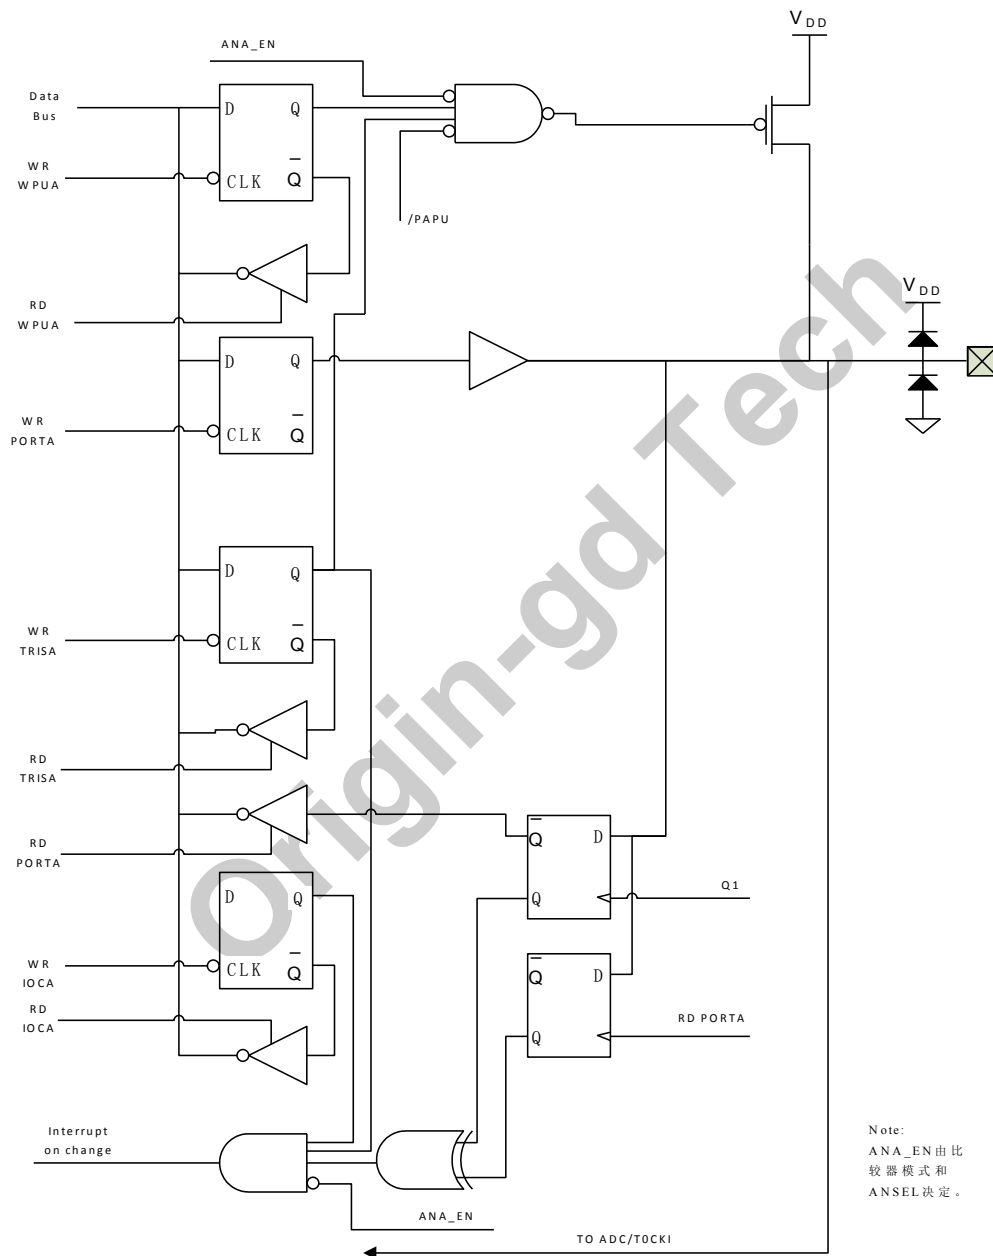 V DD
ANA_EN
Data
Bus
D Q
WR
WPUA
CLK Q
/PAPU
RD
WPUA
V DD
D Q
WR
PORTA
CLK Q
D Q
WR
TRISA
CLK Q
RD
TRISA
RD
PORTA
Q D
Q1
Q
D Q
WR
IOCA
CLK Q
Q D
RD
IOCA
RD PORTA
Q
Interrupt
on change
ANA_EN
TO ADC/T0CKI
Note:
ANA_EN由比
较器模式和
ANSEL决定。
Origin-gd Tech